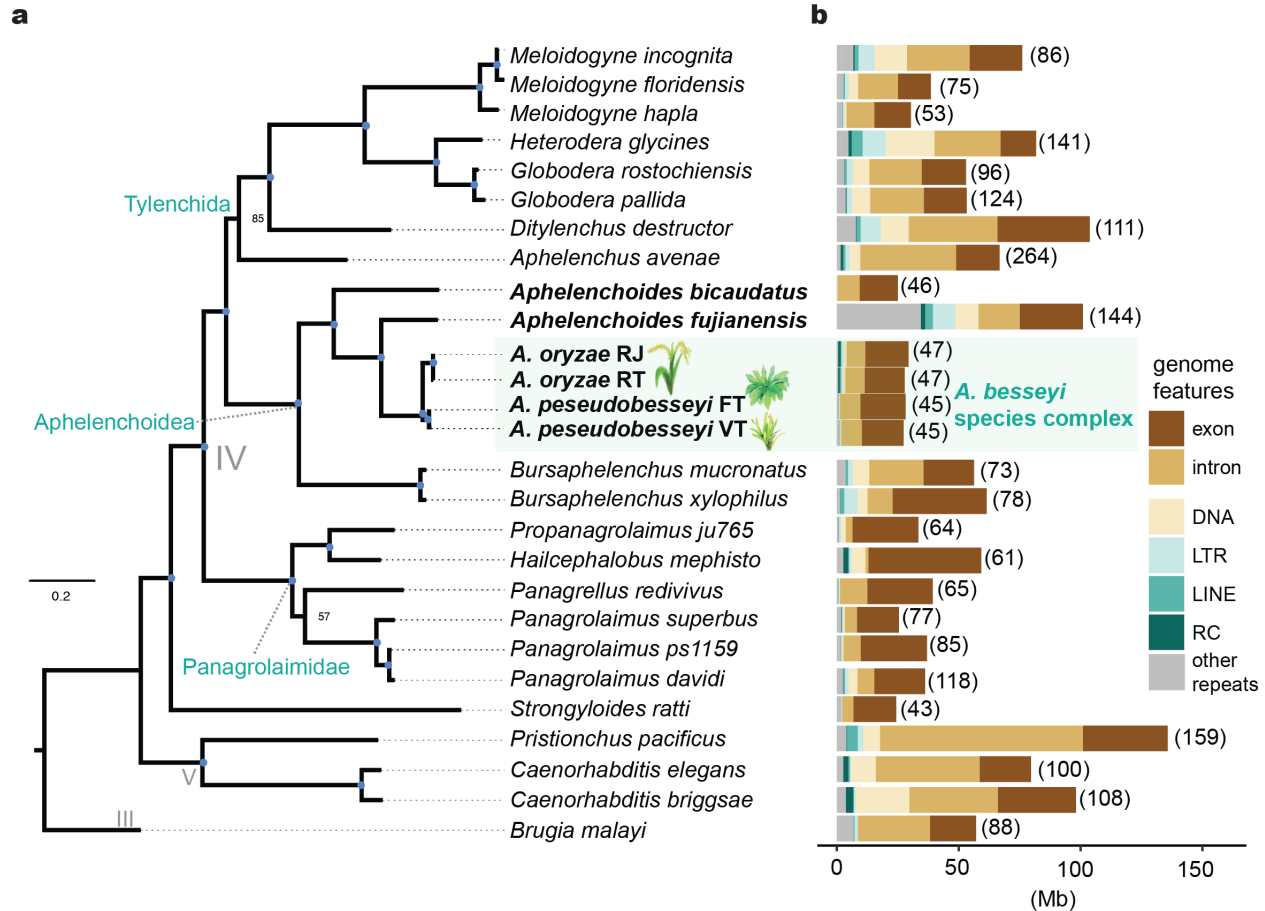 a
b
Meloidogyne incognita
(86)
Meloidogyne floridensis
(75)
Meloidogyne hapla
(53)
Heterodera glycines
(141)
Globodera rostochiensis
(96)
Tylenchida
Globodera pallida
(124)
85
Ditylenchus destructor
(111)
Aphelenchus avenae
(264)
Aphelenchoides bicaudatus
(46)
Aphelenchoides fujianensis
(144)
A. oryzae RJ
(47)
A. oryzae RT
(47)
A. peseudobesseyi FT
(45)
A. peseudobesseyi VT
(45)
A. besseyi
species complex
Aphelenchoidea
IV
Bursaphelenchus mucronatus
(73)
Bursaphelenchus xylophilus
(78)
Propanagrolaimus ju765
(64)
Hailcephalobus mephisto
(61)
0.2
Panagrellus redivivus
(65)
57
Panagrolaimus superbus
(77)
Panagrolaimus ps1159
(85)
Panagrolaimidae
Panagrolaimus davidi
(118)
Strongyloides ratti
(43)
Pristionchus pacificus
(159)
V
Caenorhabditis elegans
(100)
Caenorhabditis briggsae
(108)
III
Brugia malayi
(88)
genome
features
exon
intron
DNA
LTR
LINE
RC
other
repeats
0
50
100
150
(Mb)